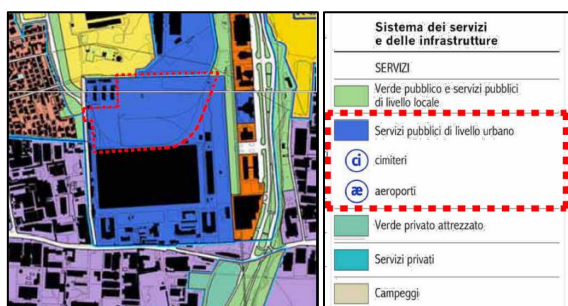 Sistema dei servizi
e delle infrastrutture
SERVIZI
Verde pubblico e servizi pubblici
di livello locale
Servizi pubblici di livello urbano
ci cimiteri
æ aeroporti
Verde privato attrezzato
Servizi privati
Campeggi